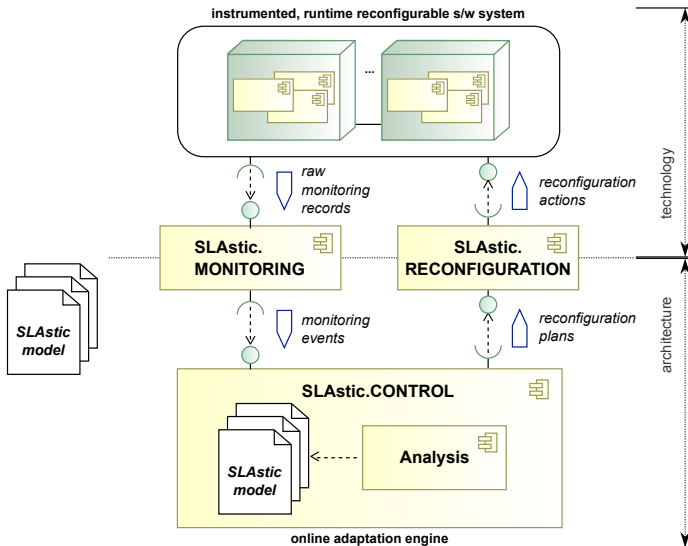 instrumented, runtime reconfigurable s/w system
...
raw
monitoring
records
reconfiguration
actions
technology
SLAstic.
MONITORING
SLAstic.
RECONFIGURATION
SLAstic
model
monitoring
events
reconfiguration
plans
architecture
SLAstic.CONTROL
SLAstic
model
Analysis
online adaptation engine